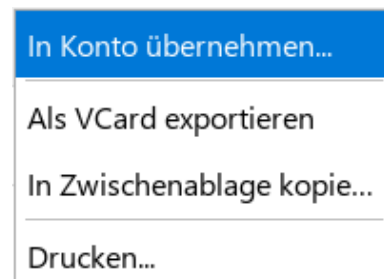 In Konto übernehmen...
Als VCard exportieren
In Zwischenablage kopie...
Drucken...